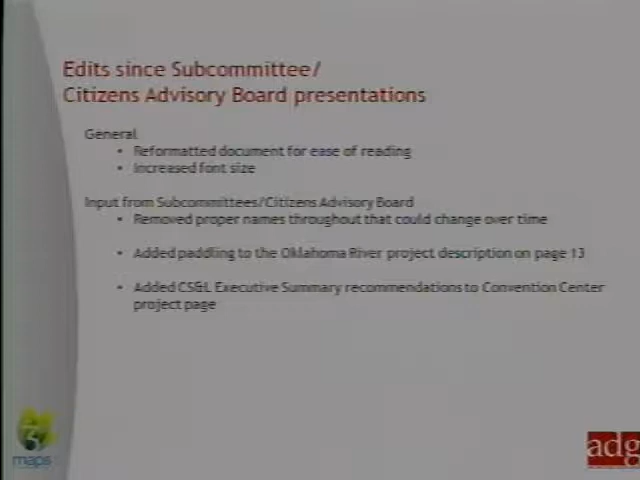 Edits since Subcommittee/
Citizens Advisory Board presentations
General
• Reformatted document for ease of reading
• Increased font size
Input from Subcommittees/Citizens Advisory Board
• Removed proper names throughout that could change over time
• Added paddling to the Oklahoma River project description on page 13
• Added CS&L Executive Summary recommendations to Convention Center
project page
3
maps
adg